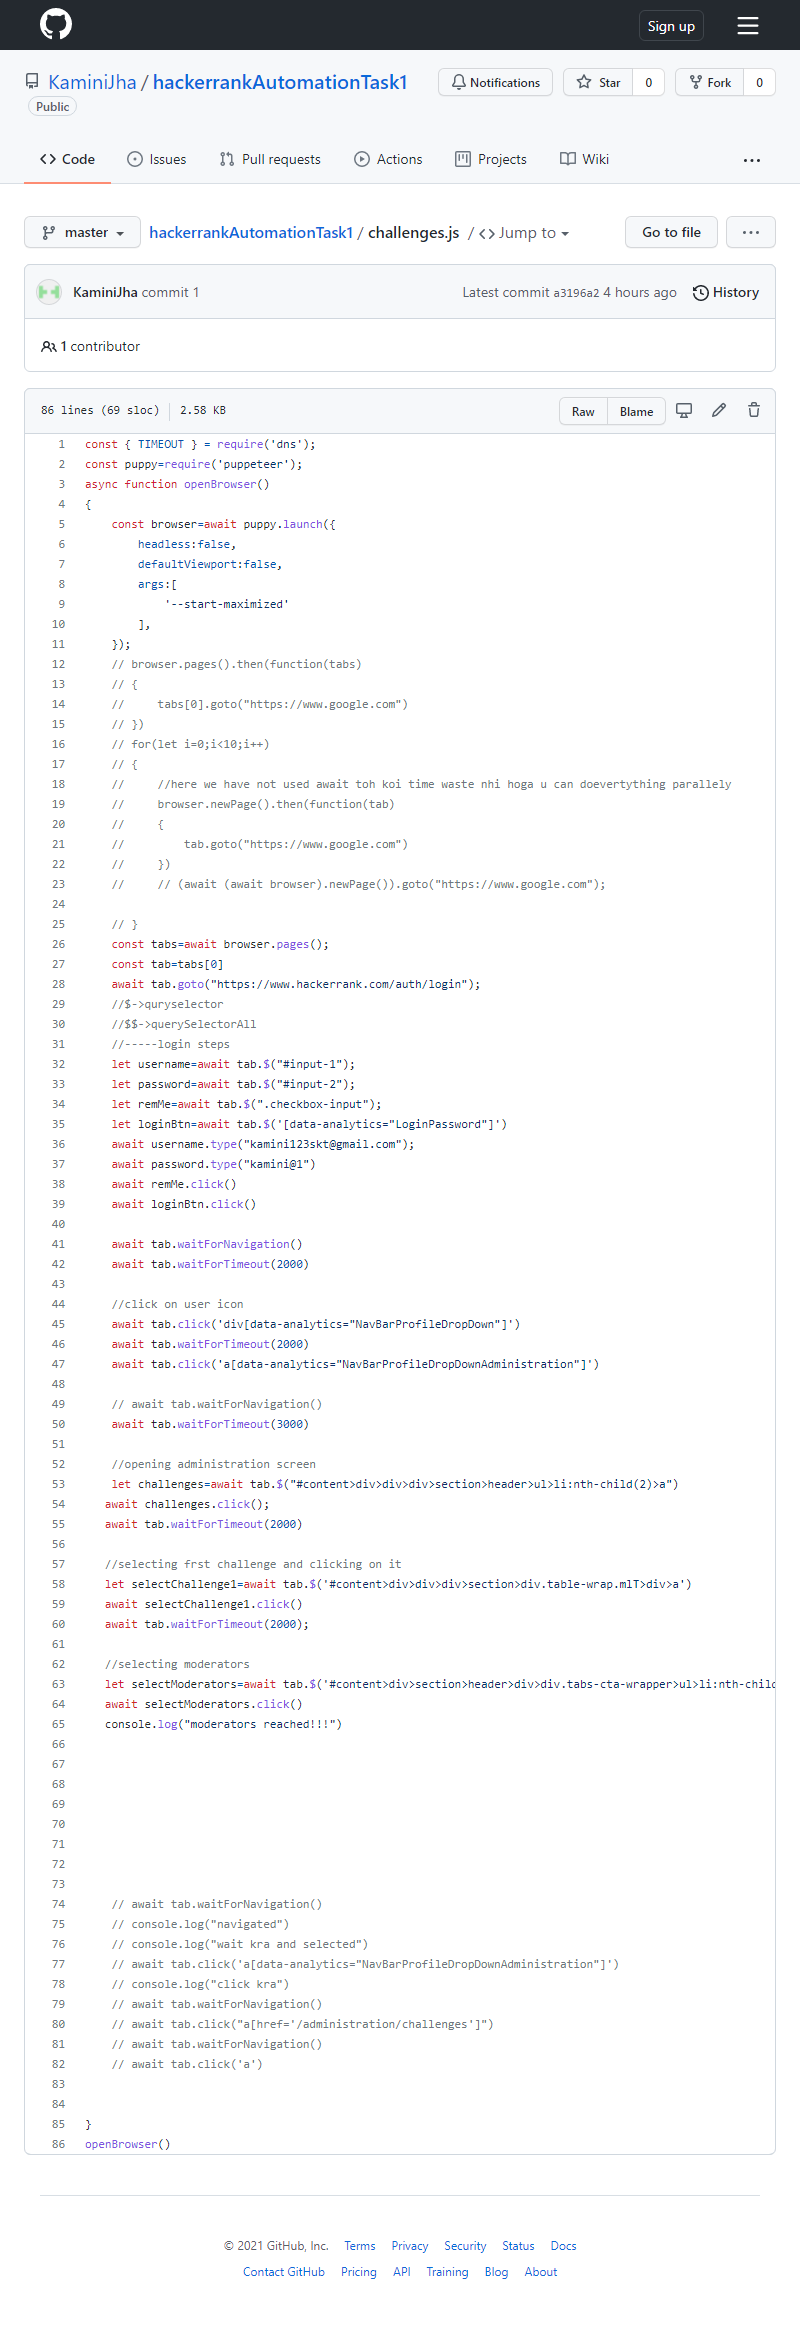 Sign up
KaminiJha / hackerrankAutomationTask1
Public
Notifications
Star 0
Fork 0
Code
Issues
Pull requests
Actions
Projects
Wiki
master
hackerrankAutomationTask1 / challenges.js / Jump to
Go to file
KaminiJha commit 1
Latest commit a3196a2 4 hours ago
History
1 contributor
86 lines (69 sloc) 2.58 KB
Raw
Blame
1 const { TIMEOUT } = require('dns');
2 const puppy=require('puppeteer');
3 async function openBrowser()
4 {
5 const browser=await puppy.launch({
6 headless:false,
7 defaultViewport:false,
8 args:[
9 '--start-maximized'
10 ],
11 });
12 // browser.pages().then(function(tabs)
13 // {
14 // tabs[0].goto("https://www.google.com")
15 // })
16 // for(let i=0;i<10;i++)
17 // {
18 // //here we have not used await toh koi time waste nhi hoga u can doevertything parallely
19 // browser.newPage().then(function(tab)
20 // {
21 // tab.goto("https://www.google.com")
22 // })
23 // // (await (await browser).newPage()).goto("https://www.google.com");
24
25 // }
26 const tabs=await browser.pages();
27 const tab=tabs[0]
28 await tab.goto("https://www.hackerrank.com/auth/login");
29 //$->quryselector
30 //$$->querySelectorAll
31 //-----login steps
32 let username=await tab.$("#input-1");
33 let password=await tab.$("#input-2");
34 let remMe=await tab.$(".checkbox-input");
35 let loginBtn=await tab.$('[data-analytics="LoginPassword"]')
36 await username.type("kamini123skt@gmail.com");
37 await password.type("kamini@1")
38 await remMe.click()
39 await loginBtn.click()
40
41 await tab.waitForNavigation()
42 await tab.waitForTimeout(2000)
43
44 //click on user icon
45 await tab.click('div[data-analytics="NavBarProfileDropDown"]')
46 await tab.waitForTimeout(2000)
47 await tab.click('a[data-analytics="NavBarProfileDropDownAdministration"]')
48
49 // await tab.waitForNavigation()
50 await tab.waitForTimeout(3000)
51
52 //opening administration screen
53 let challenges=await tab.$("#content>div>div>div>section>header>ul>li:nth-child(2)>a")
54 await challenges.click();
55 await tab.waitForTimeout(2000)
56
57 //selecting frst challenge and clicking on it
58 let selectChallenge1=await tab.$('#content>div>div>div>section>div.table-wrap.mlT>div>a')
59 await selectChallenge1.click()
60 await tab.waitForTimeout(2000);
61
62 //selecting moderators
63 let selectModerators=await tab.$('#content>div>section>header>div>div.tabs-cta-wrapper>ul>li:nth-child
64 await selectModerators.click()
65 console.log("moderators reached!!!")
66
67
68
69
70
71
72
73
74 // await tab.waitForNavigation()
75 // console.log("navigated")
76 // console.log("wait kra and selected")
77 // await tab.click('a[data-analytics="NavBarProfileDropDownAdministration"]')
78 // console.log("click kra")
79 // await tab.waitForNavigation()
80 // await tab.click("a[href='/administration/challenges']")
81 // await tab.waitForNavigation()
82 // await tab.click('a')
83
84
85 }
86 openBrowser()
© 2021 GitHub, Inc. Terms Privacy Security Status Docs
Contact GitHub Pricing API Training Blog About